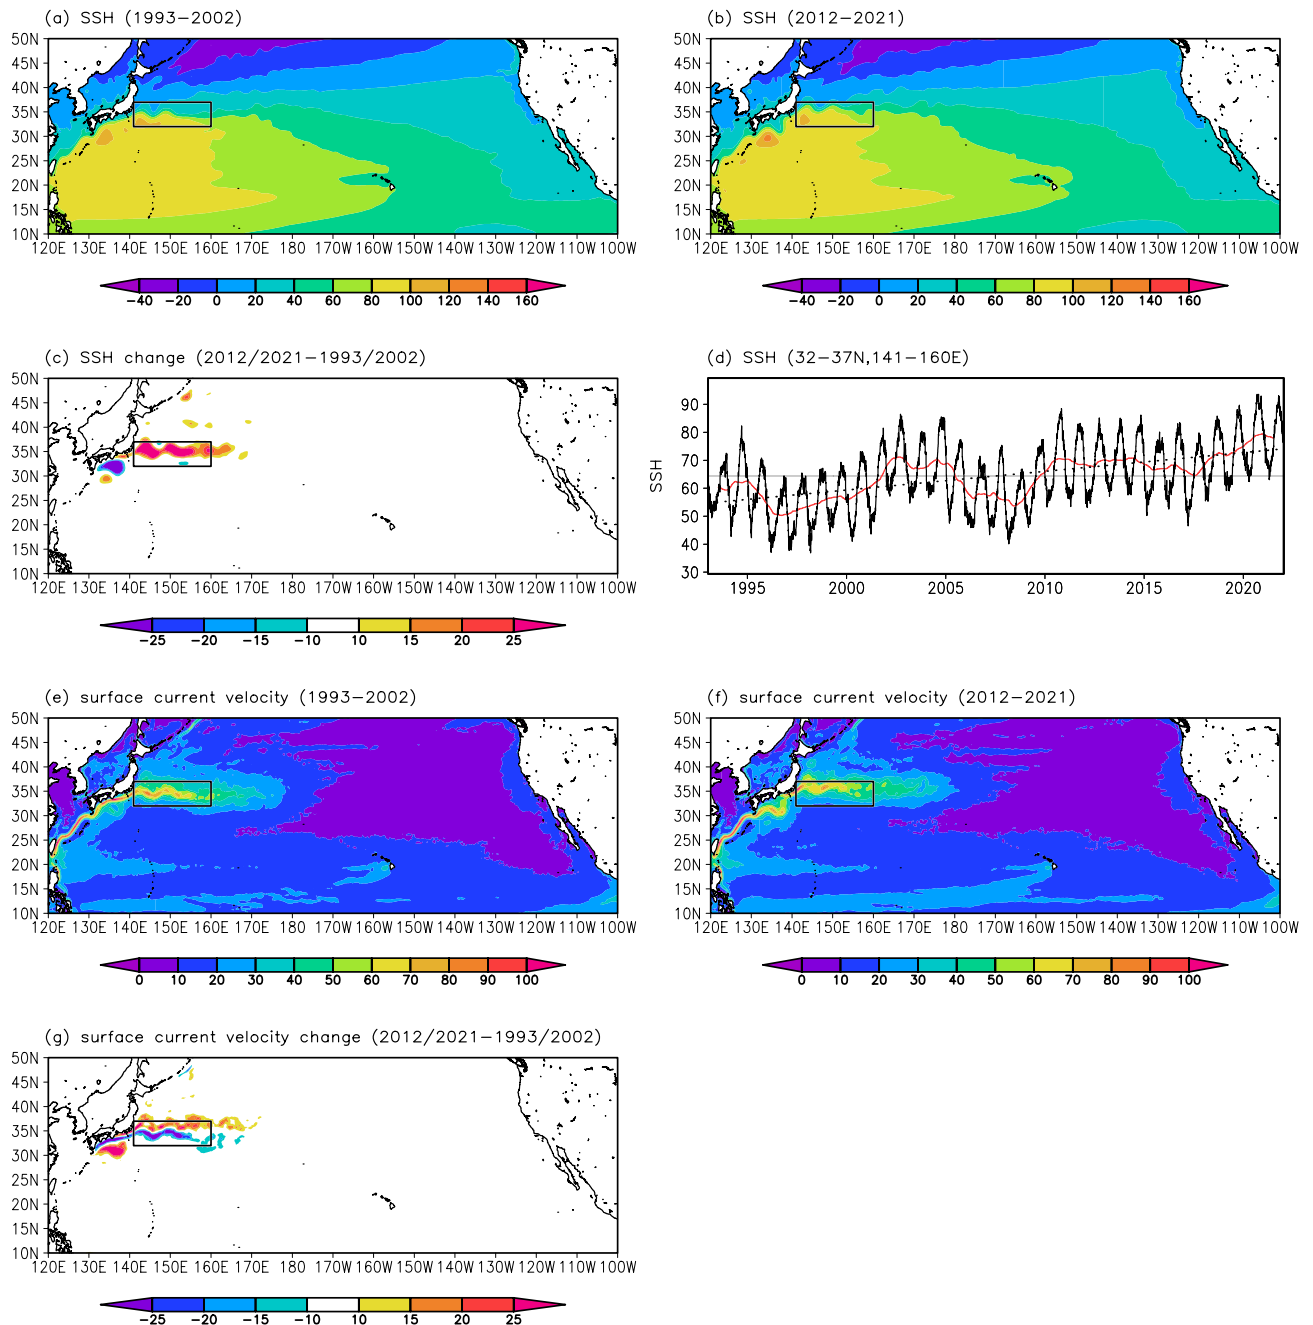 (a) SSH (1993−2002)
50N
45N
40N
35N
30N
25N
20N
15N
10N
120E 130E 140E 150E 160E 170E 180 170W 160W 150W 140W 130W 120W 110W 100W
−40 −20 0 20 40 60 80 100 120 140 160
(b) SSH (2012−2021)
50N
45N
40N
35N
30N
25N
20N
15N
10N
120E 130E 140E 150E 160E 170E 180 170W 160W 150W 140W 130W 120W 110W 100W
−40 −20 0 20 40 60 80 100 120 140 160
(c) SSH change (2012/2021−1993/2002)
50N
45N
40N
35N
30N
25N
20N
15N
10N
120E 130E 140E 150E 160E 170E 180 170W 160W 150W 140W 130W 120W 110W 100W
−25 −20 −15 −10 10 15 20 25
(d) SSH (32−37N,141−160E)
SSH
90
80
70
60
50
40
30
1995 2000 2005 2010 2015 2020
(e) surface current velocity (1993−2002)
50N
45N
40N
35N
30N
25N
20N
15N
10N
120E 130E 140E 150E 160E 170E 180 170W 160W 150W 140W 130W 120W 110W 100W
0 10 20 30 40 50 60 70 80 90 100
(f) surface current velocity (2012−2021)
50N
45N
40N
35N
30N
25N
20N
15N
10N
120E 130E 140E 150E 160E 170E 180 170W 160W 150W 140W 130W 120W 110W 100W
0 10 20 30 40 50 60 70 80 90 100
(g) surface current velocity change (2012/2021−1993/2002)
50N
45N
40N
35N
30N
25N
20N
15N
10N
120E 130E 140E 150E 160E 170E 180 170W 160W 150W 140W 130W 120W 110W 100W
−25 −20 −15 −10 10 15 20 25